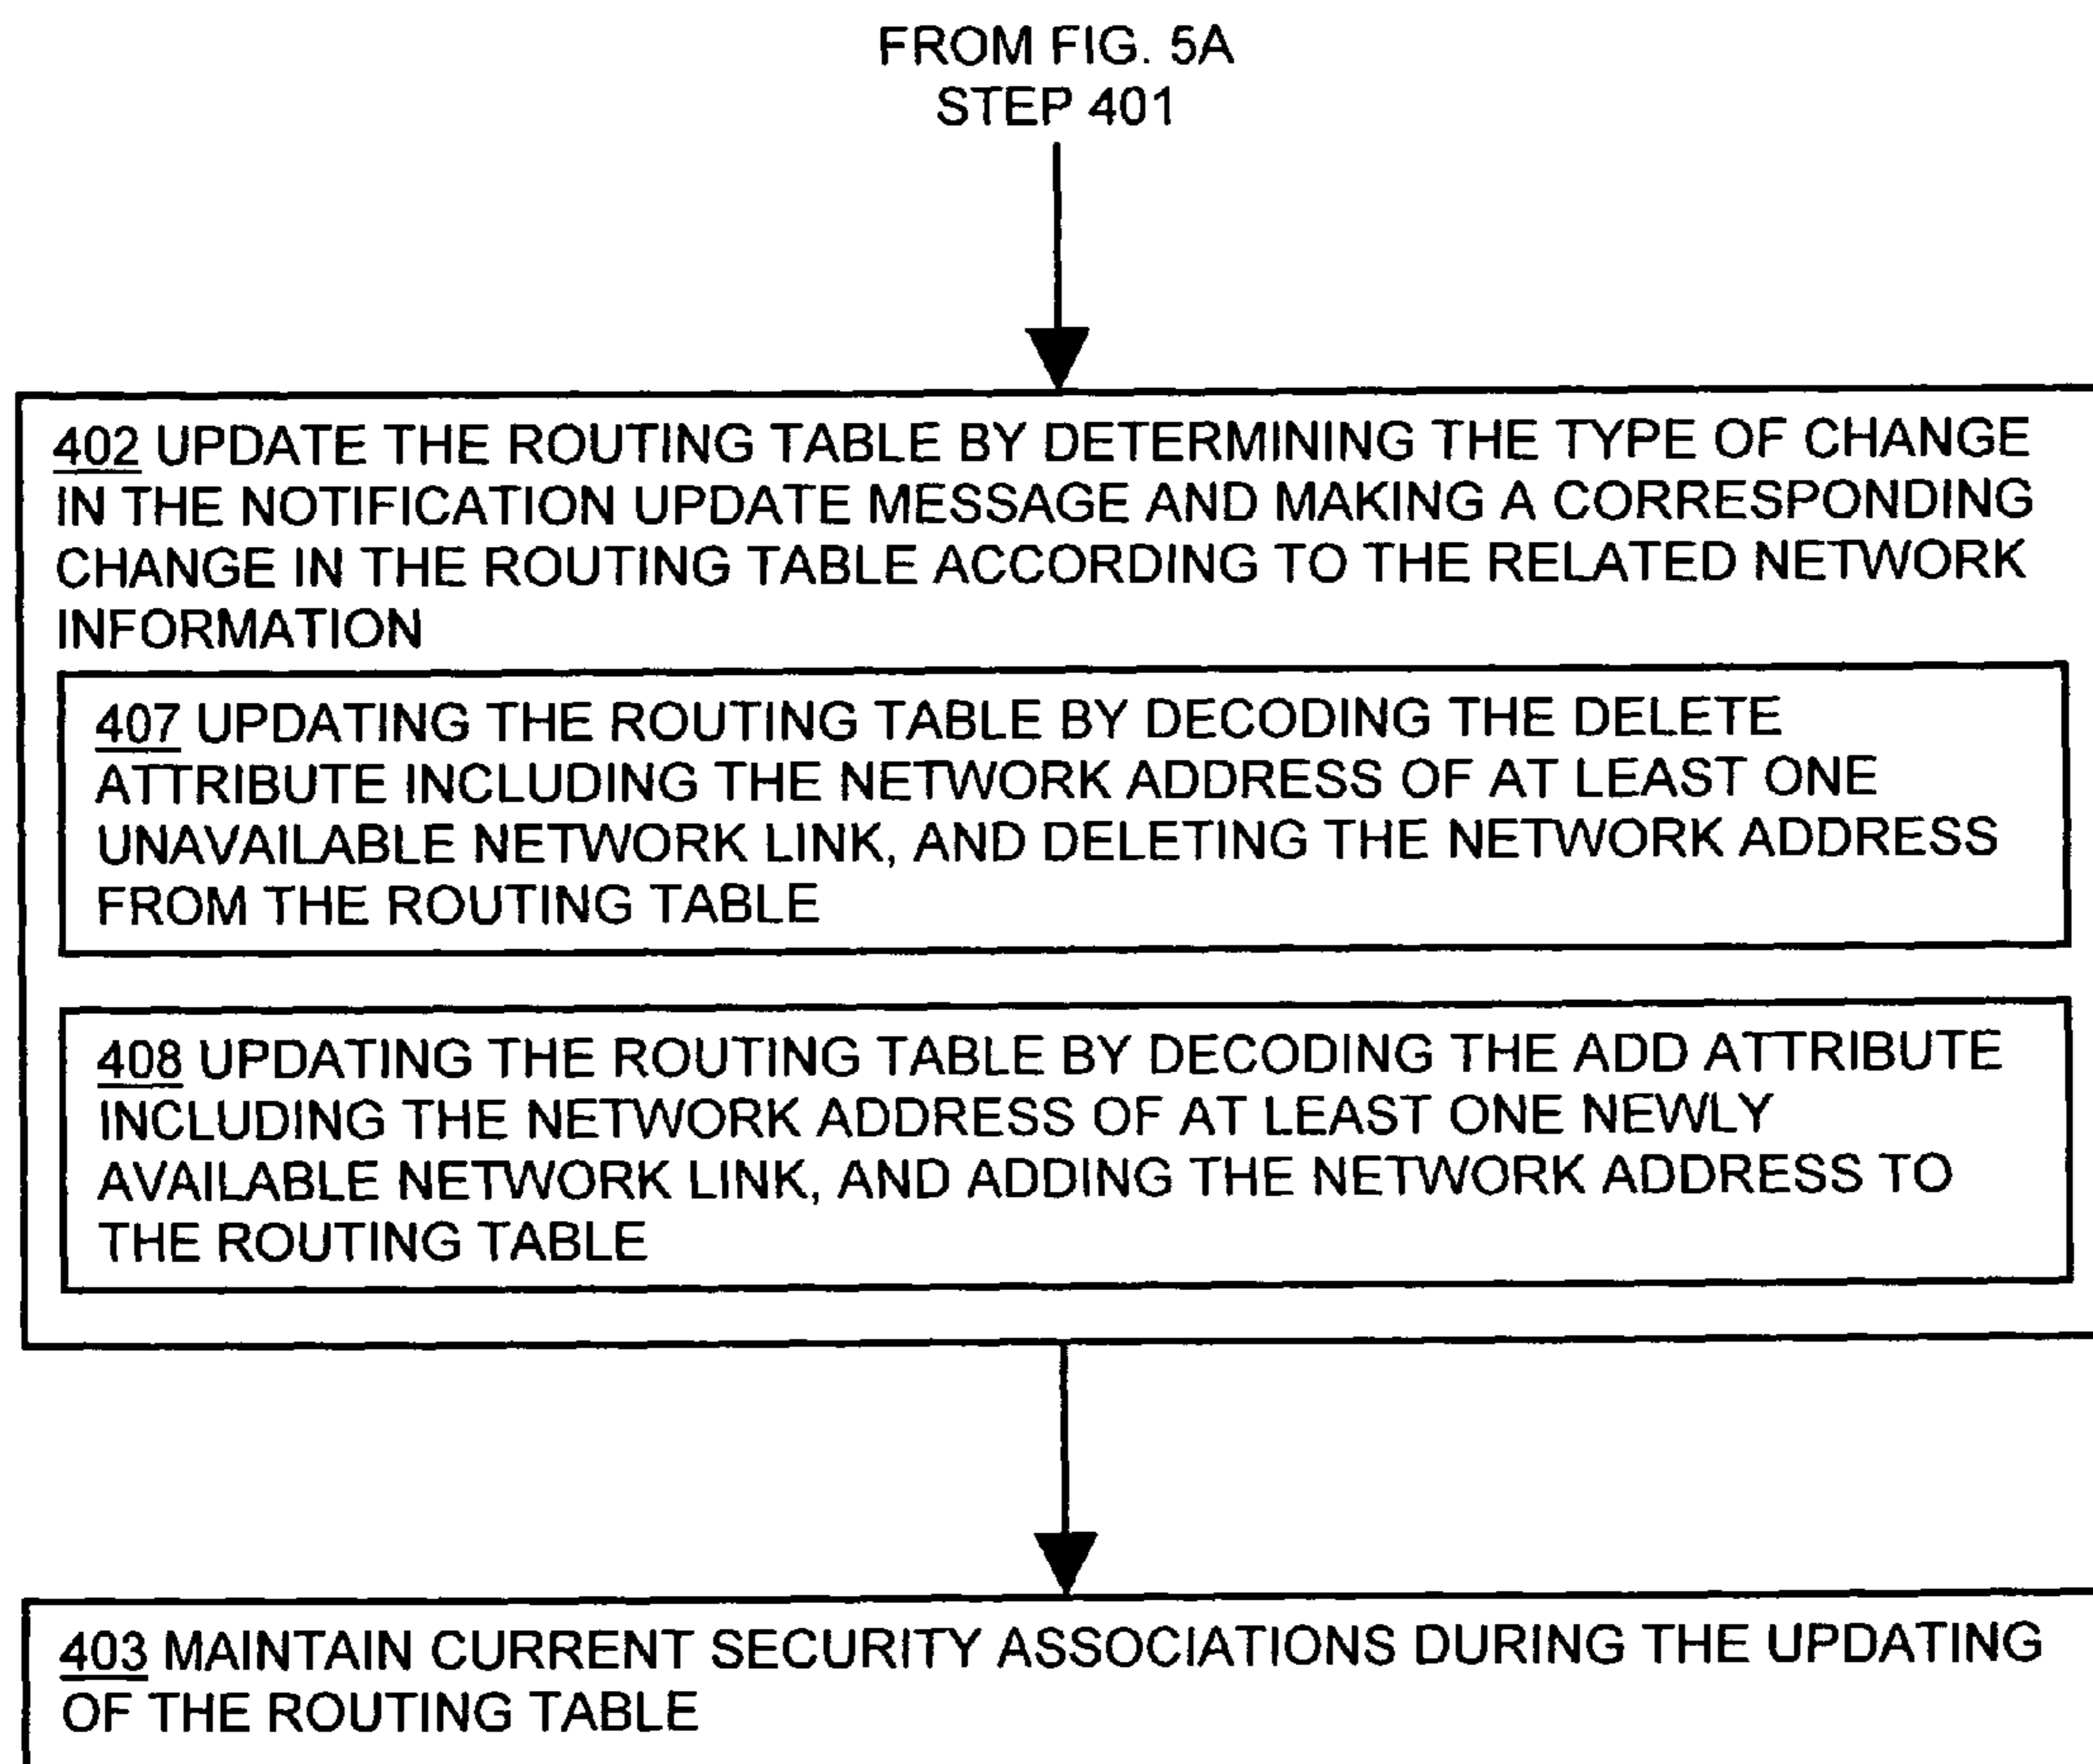 FROM FIG. 5A
STEP 401
402 UPDATE THE ROUTING TABLE BY DETERMINING THE TYPE OF CHANGE
IN THE NOTIFICATION UPDATE MESSAGE AND MAKING A CORRESPONDING
CHANGE IN THE ROUTING TABLE ACCORDING TO THE RELATED NETWORK
INFORMATION
407 UPDATING THE ROUTING TABLE BY DECODING THE DELETE
ATTRIBUTE INCLUDING THE NETWORK ADDRESS OF AT LEAST ONE
UNAVAILABLE NETWORK LINK, AND DELETING THE NETWORK ADDRESS
FROM THE ROUTING TABLE
408 UPDATING THE ROUTING TABLE BY DECODING THE ADD ATTRIBUTE
INCLUDING THE NETWORK ADDRESS OF AT LEAST ONE NEWLY
AVAILABLE NETWORK LINK, AND ADDING THE NETWORK ADDRESS TO
THE ROUTING TABLE
403 MAINTAIN CURRENT SECURITY ASSOCIATIONS DURING THE UPDATING
OF THE ROUTING TABLE